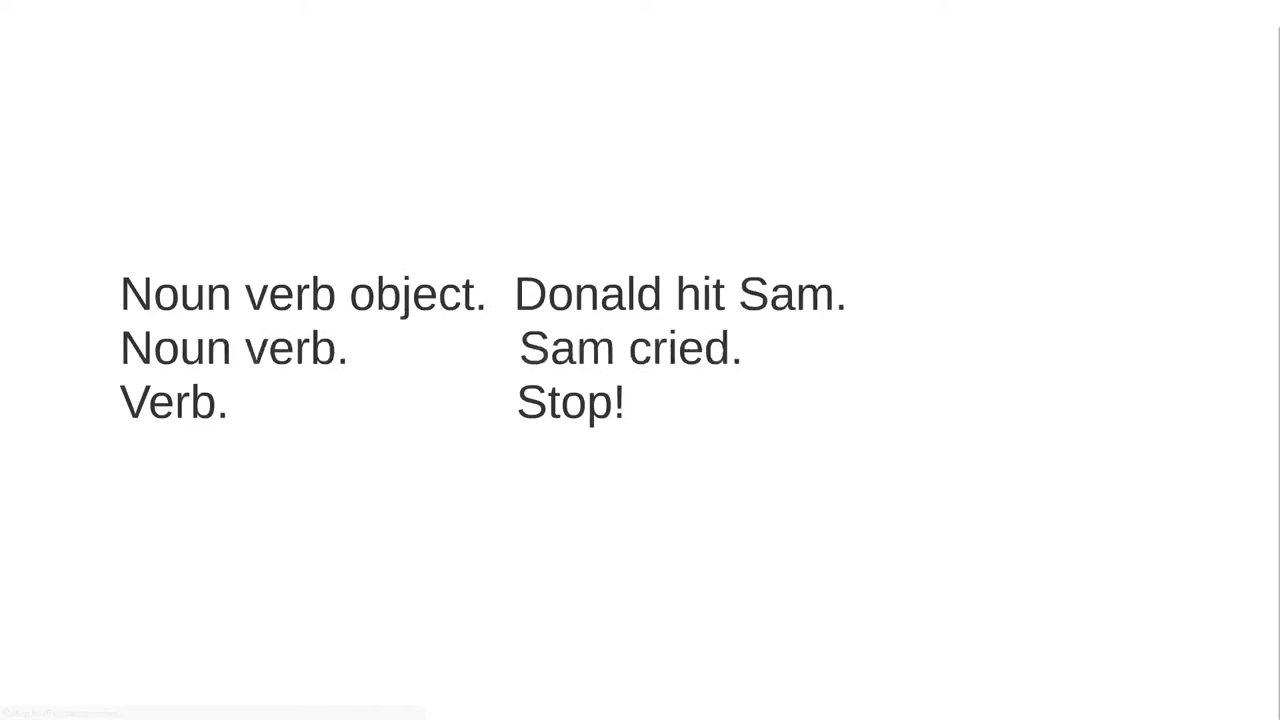 Noun verb object. Donald hit Sam.
Noun verb. Sam cried.
Verb. Stop!